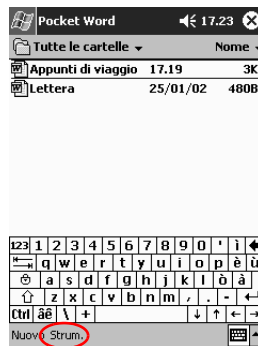 Pocket Word 17.23
Tutte le cartelle Nome
Appunti di viaggio 17.19 3K
Lettera 25/01/02 480B
123 1 2 3 4 5 6 7 8 9 0 ' ì
q w e r t y u i o p è ù
a s d f g h j k l ò à
z x c v b n m , . -
Ctrl áê \ + ↓ ↑ ← →
Nuovo Strum.